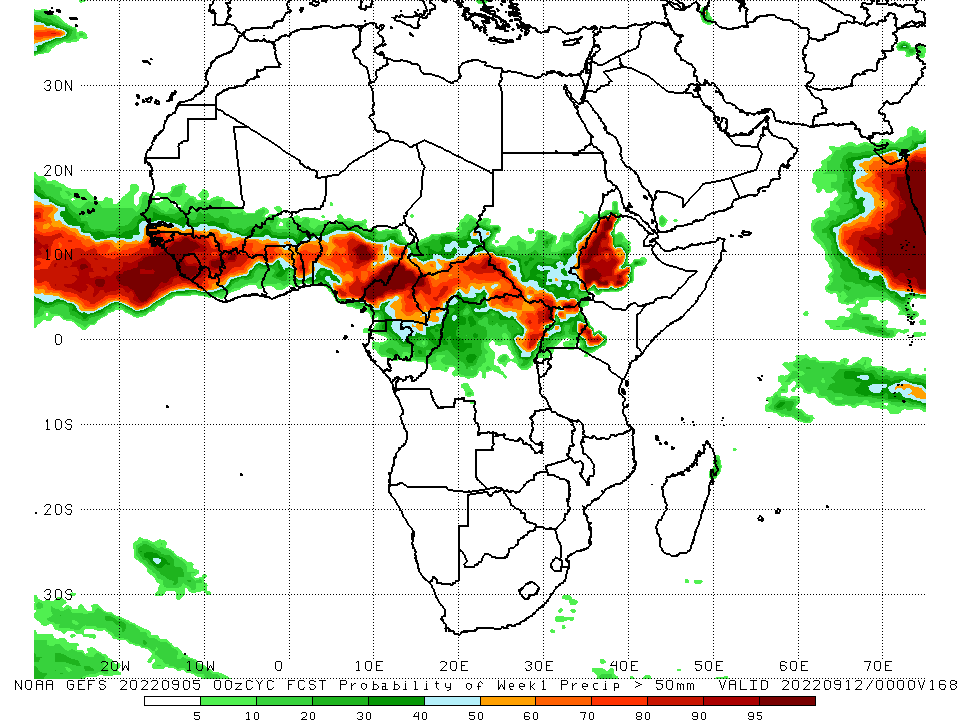 30N
20N
10N
0
10S
20S
30S
20W 10W 0 10E 20E 30E 40E 50E 60E 70E
NOAA GEFS 20220905 00zCYC FCST Probability of Week1 Precip > 50mm VALID 20220912/0000V168
5 10 20 30 40 50 60 70 80 90 95